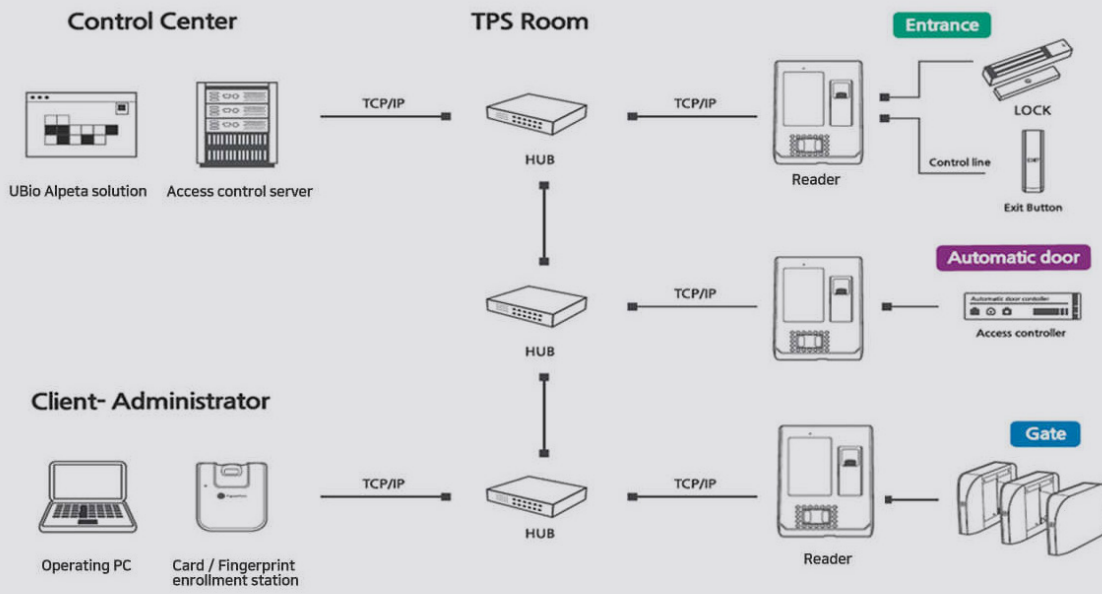 Control Center
TPS Room
Entrance
TCP/IP
TCP/IP
LOCK
HUB
Control line
EXIT
Reader
UBio Alpeta solution
Access control server
Exit Button
Automatic door
TCP/IP
Automatic door controller
Access controller
HUB
Client- Administrator
Gate
TCP/IP
TCP/IP
HUB
Operating PC
Card / Fingerprint
enrollment station
Reader